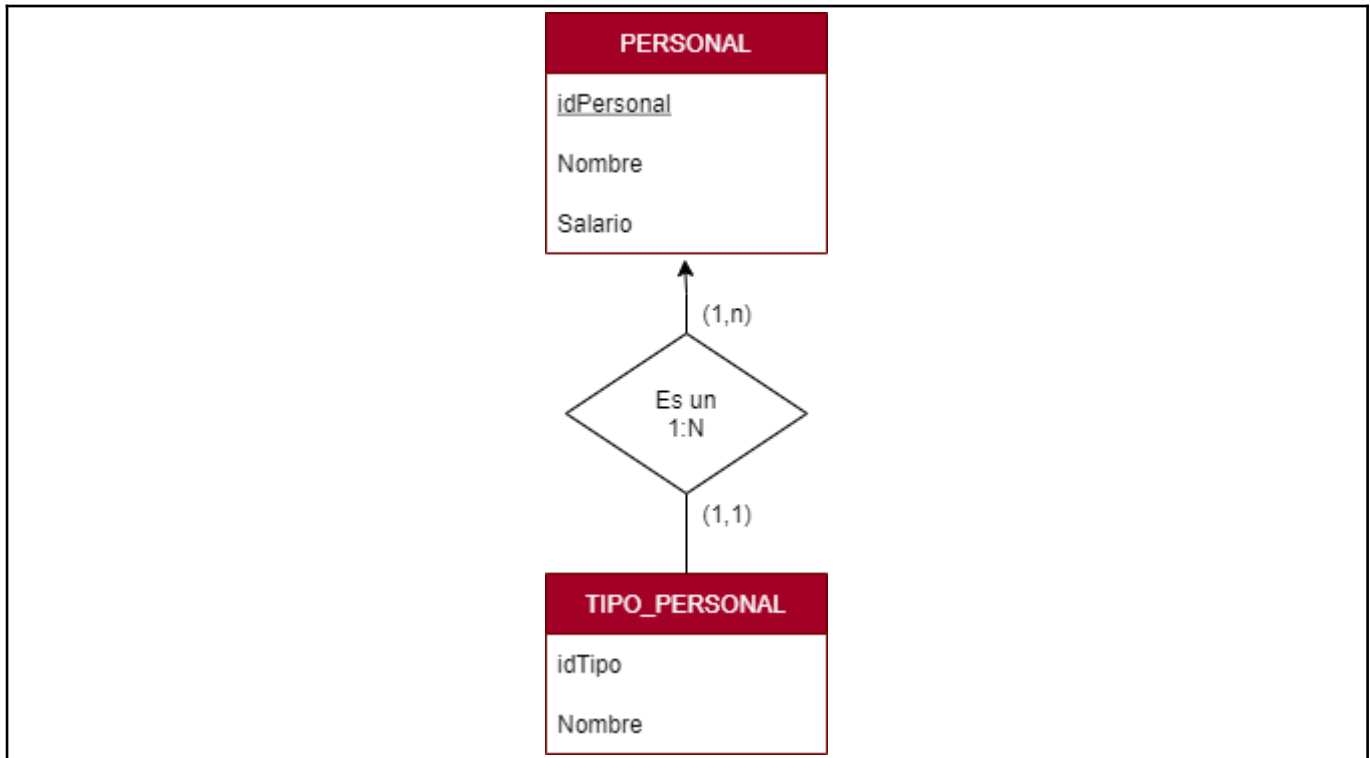 PERSONAL
idPersonal
Nombre
Salario
(1,n)
Es un
1:N
(1,1)
TIPO_PERSONAL
idTipo
Nombre